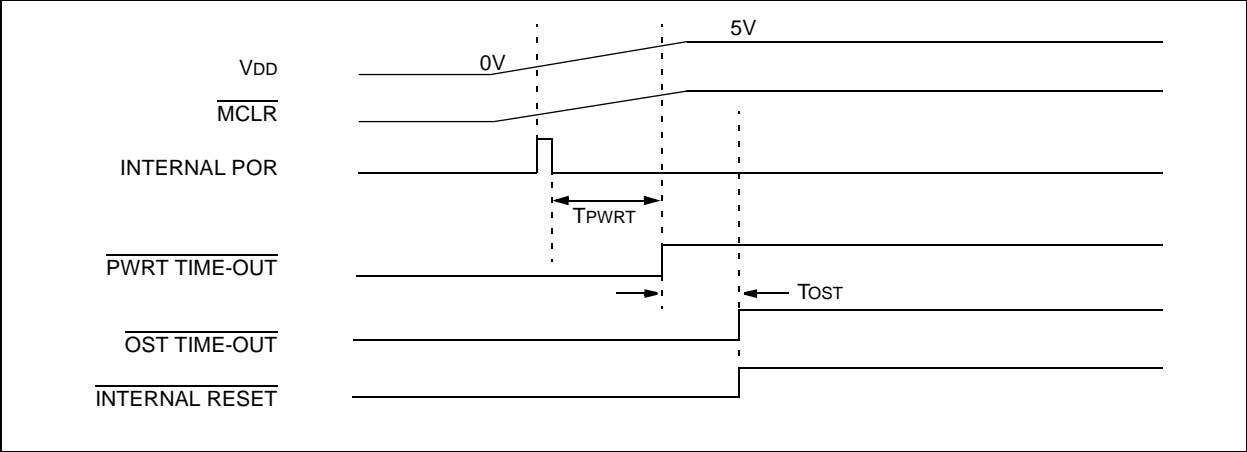 5V
0V
VDD
MCLR
INTERNAL POR
TPWRT
PWRT TIME-OUT
TOST
OST TIME-OUT
INTERNAL RESET